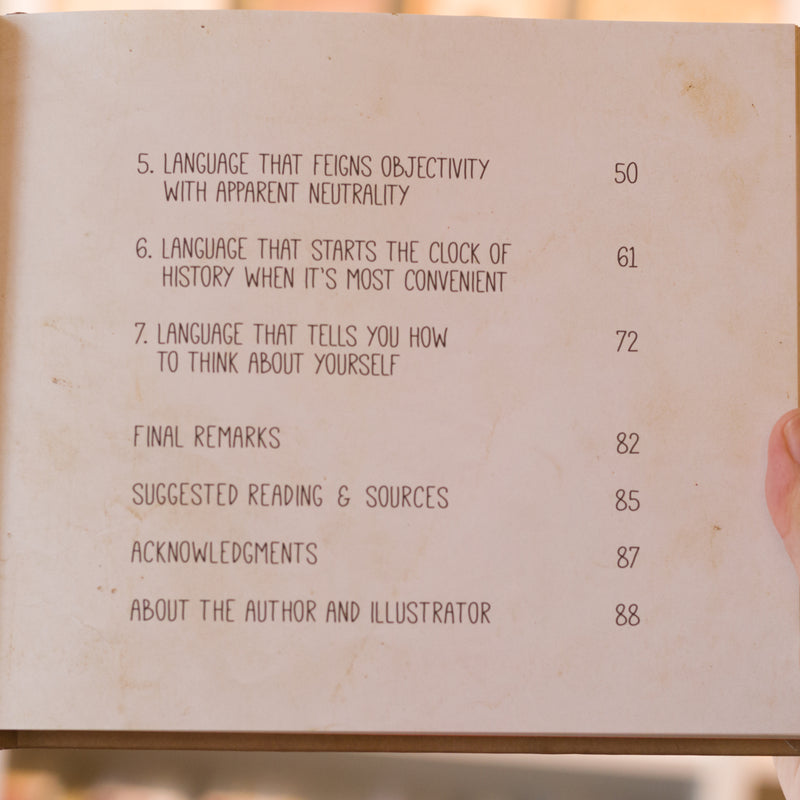 5. LANGUAGE THAT FEIGNS OBJECTIVITY 50
WITH APPARENT NEUTRALITY
6. LANGUAGE THAT STARTS THE CLOCK OF 61
HISTORY WHEN IT'S MOST CONVENIENT
7. LANGUAGE THAT TELLS YOU HOW 72
TO THINK ABOUT YOURSELF
FINAL REMARKS 82
SUGGESTED READING & SOURCES 85
ACKNOWLEDGMENTS 87
ABOUT THE AUTHOR AND ILLUSTRATOR 88